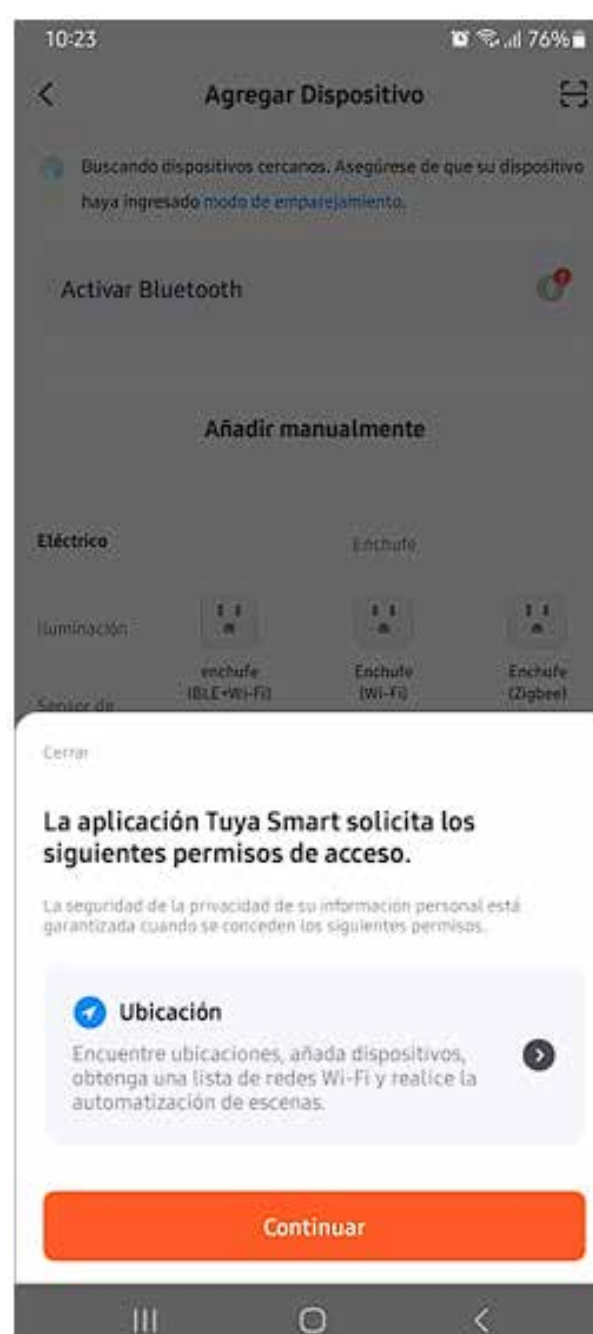 10:23
76%
Agregar Dispositivo
Buscando dispositivos cercanos. Asegúrese de que su dispositivo
haya ingresado modo de emparejamiento.
Activar Bluetooth
Añadir manualmente
Eléctrico
Enchufe
Iluminación
enchufe
(BLE+Wi-Fi)
Enchufe
(Wi-Fi)
Enchufe
(Zigbee)
Sensor de
Cerrar
La aplicación Tuya Smart solicita los
siguientes permisos de acceso.
La seguridad de la privacidad de su información personal está
garantizada cuando se conceden los siguientes permisos.
Ubicación
Encuentre ubicaciones, añada dispositivos,
obtenga una lista de redes Wi-Fi y realice la
automatización de escenas.
Continuar